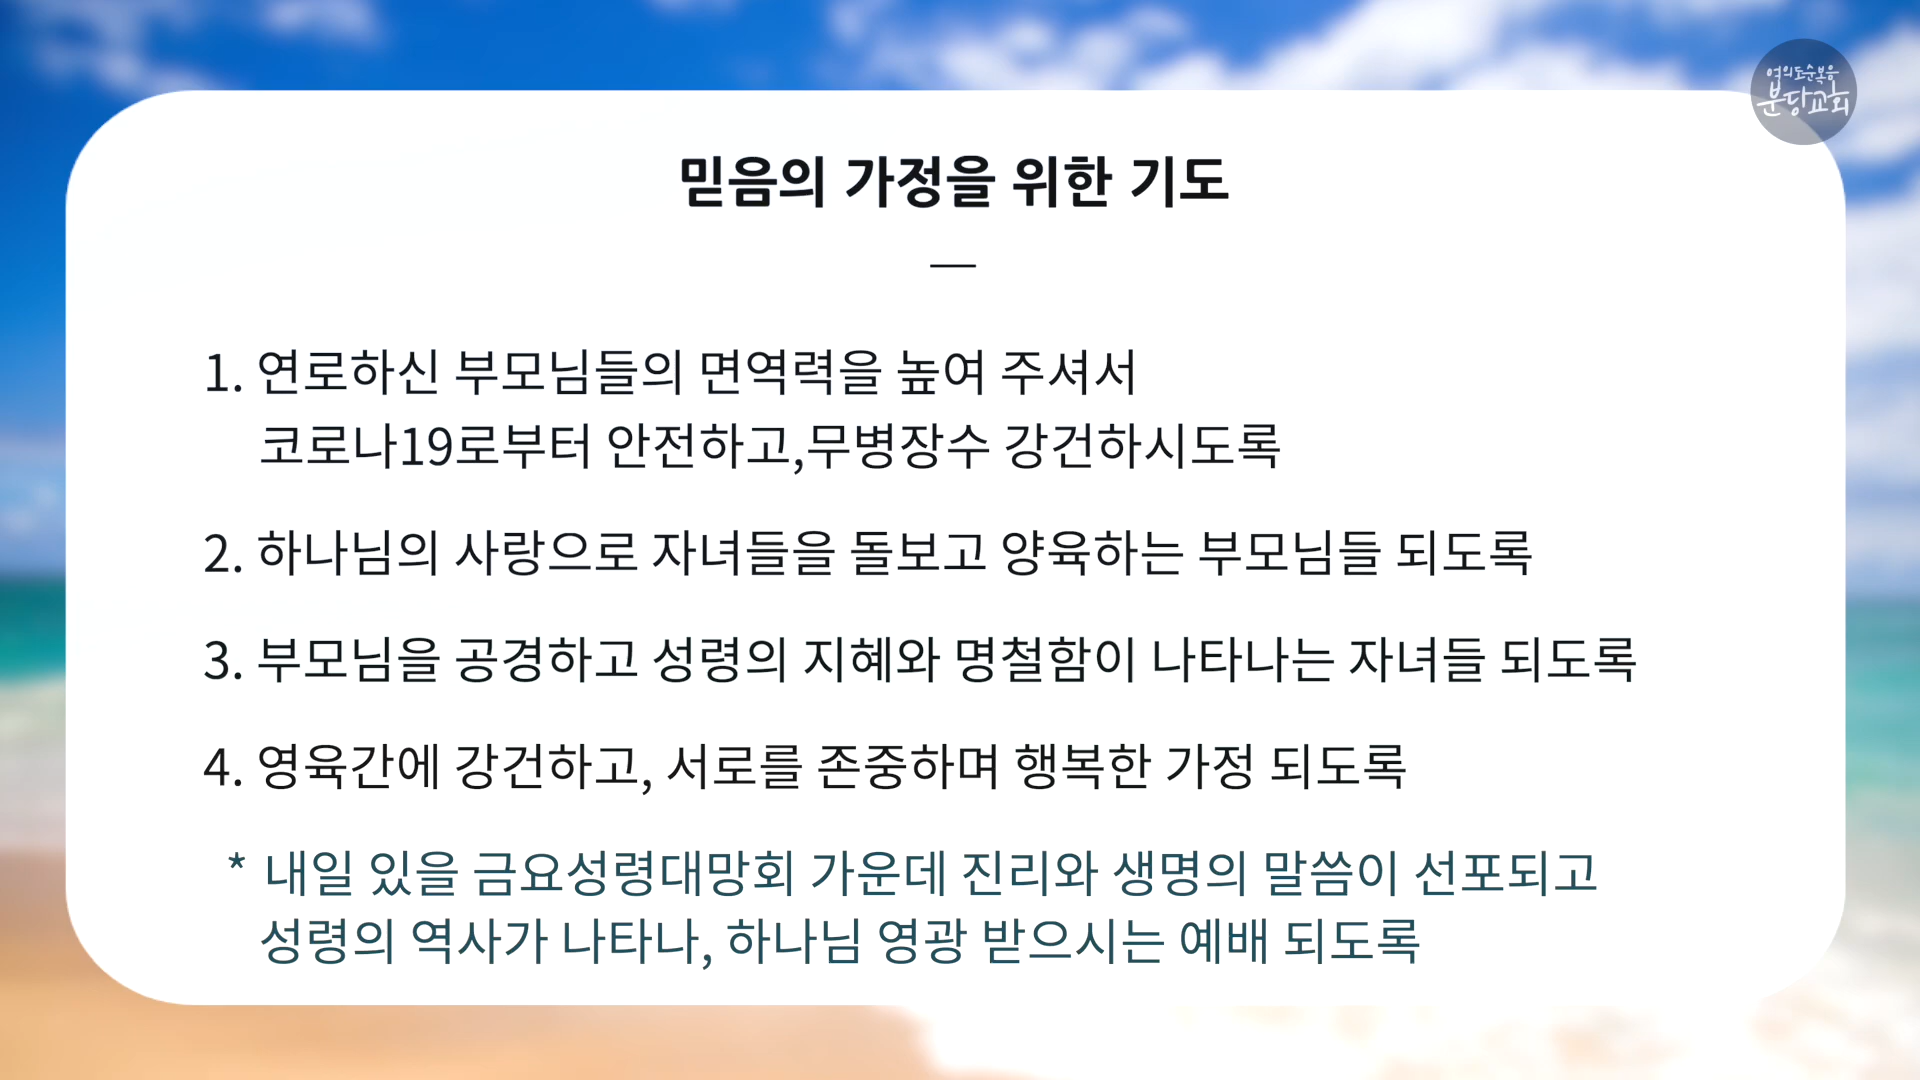 여의도순복음
분당교회
믿음의 가정을 위한 기도
1. 연로하신 부모님들의 면역력을 높여 주셔서
코로나19로부터 안전하고,무병장수 강건하시도록
2. 하나님의 사랑으로 자녀들을 돌보고 양육하는 부모님들 되도록
3. 부모님을 공경하고 성령의 지혜와 명철함이 나타나는 자녀들 되도록
4. 영육간에 강건하고, 서로를 존중하며 행복한 가정 되도록
* 내일 있을 금요성령대망회 가운데 진리와 생명의 말씀이 선포되고
성령의 역사가 나타나, 하나님 영광 받으시는 예배 되도록